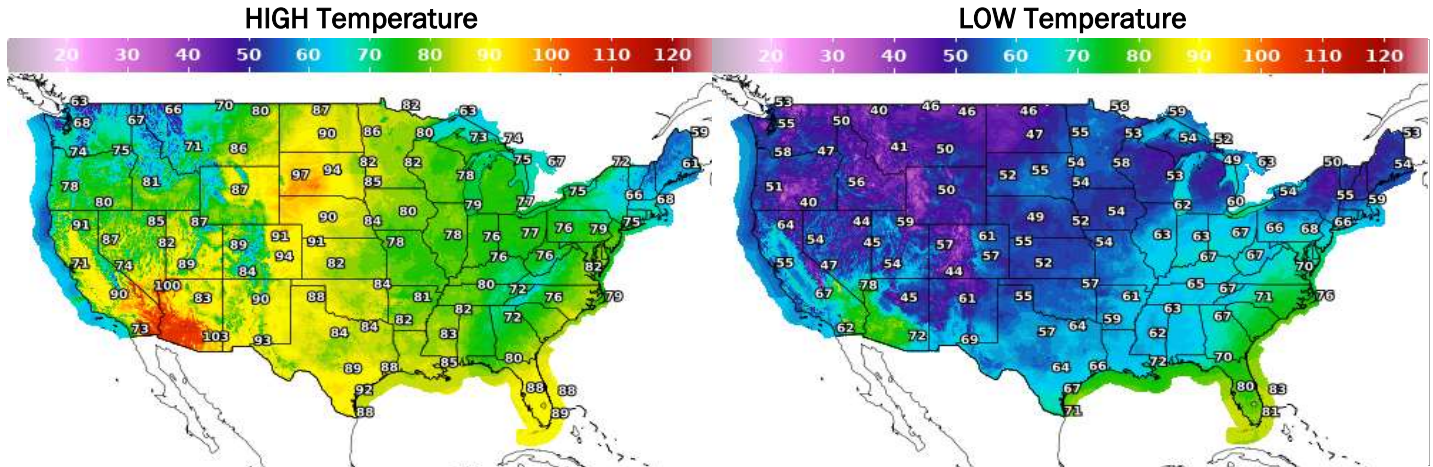 HIGH Temperature LOW Temperature
20 30 40 50 60 70 80 90 100 110 120 20 30 40 50 60 70 80 90 100 110 120
63 66 70 80 87 82 63 53 40 46 46 46 56 59
68 67 90 86 80 73 74 59 55 50 47 55 53 54 52 53
74 75 71 86 82 82 75 67 72 61 58 47 41 50 54 58 49 63 50 54
78 81 87 97 94 85 78 75 66 68 51 56 50 52 55 54 53 54 55 59
80 90 84 80 79 77 40 49 52 54 62 60
91 87 85 82 87 89 91 91 78 78 76 77 76 79 75 64 54 44 45 59 57 61 55 54 63 63 67 66 68 66
71 74 89 84 94 82 76 76 82 55 47 54 44 57 52 67 67 70
90 100 83 90 88 84 81 80 72 76 79 67 78 45 61 55 57 61 65 67 71 76
73 103 93 84 84 82 82 83 72 62 72 69 57 64 59 63 62 67
89 88 85 80 88 88 64 66 72 70 80 83
92 88 89 67 71 81